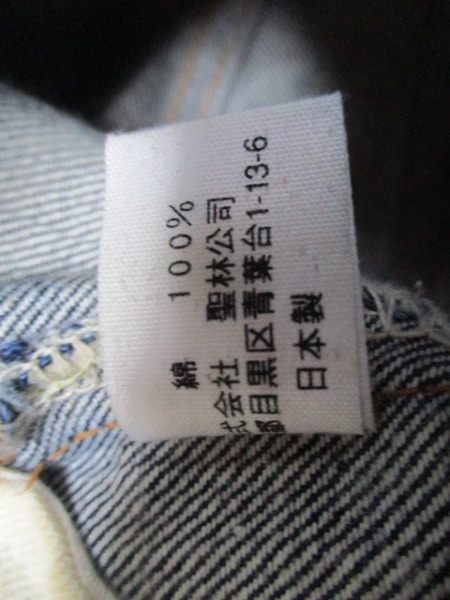 綿 100%
式会社 聖林公司
都目黒区青葉台1-13-6
日本製